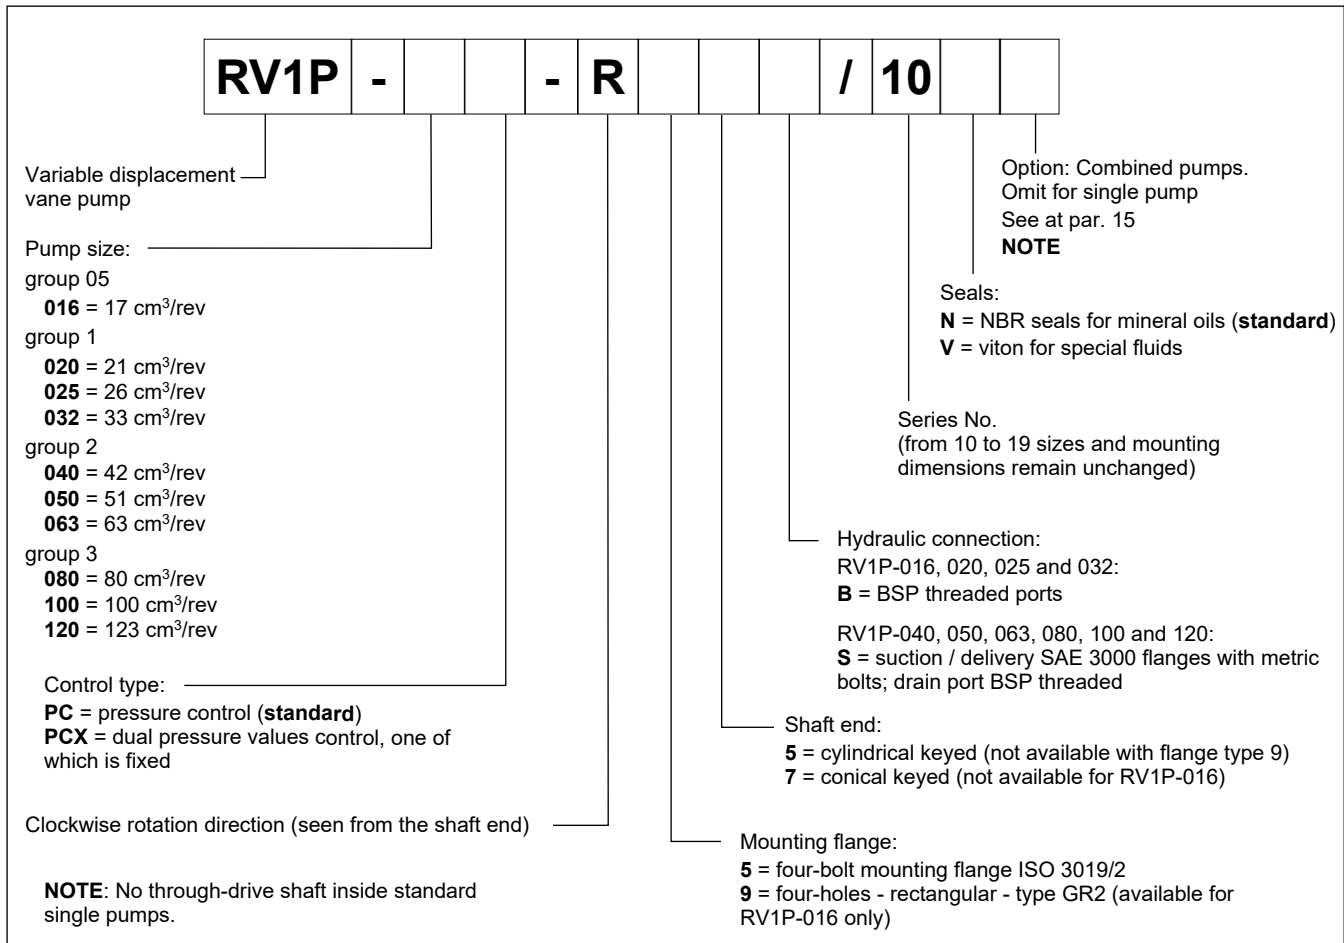 RV1P - - R / 10
Variable displacement
vane pump
Pump size:
group 05
016 = 17 cm³/rev
group 1
020 = 21 cm³/rev
025 = 26 cm³/rev
032 = 33 cm³/rev
group 2
040 = 42 cm³/rev
050 = 51 cm³/rev
063 = 63 cm³/rev
group 3
080 = 80 cm³/rev
100 = 100 cm³/rev
120 = 123 cm³/rev
Control type:
PC = pressure control (standard)
PCX = dual pressure values control, one of
which is fixed
Clockwise rotation direction (seen from the shaft end)
NOTE: No through-drive shaft inside standard
single pumps.
Option: Combined pumps.
Omit for single pump
See at par. 15
NOTE
Seals:
N = NBR seals for mineral oils (standard)
V = viton for special fluids
Series No.
(from 10 to 19 sizes and mounting
dimensions remain unchanged)
Hydraulic connection:
RV1P-016, 020, 025 and 032:
B = BSP threaded ports
RV1P-040, 050, 063, 080, 100 and 120:
S = suction / delivery SAE 3000 flanges with metric
bolts; drain port BSP threaded
Shaft end:
5 = cylindrical keyed (not available with flange type 9)
7 = conical keyed (not available for RV1P-016)
Mounting flange:
5 = four-bolt mounting flange ISO 3019/2
9 = four-holes - rectangular - type GR2 (available for
RV1P-016 only)